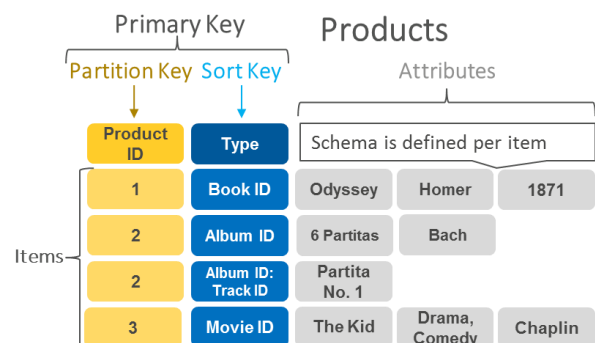 Primary Key
Products
Partition Key Sort Key
Attributes
Product
ID
Type
Schema is defined per item
1
Book ID
Odyssey
Homer
1871
2
Album ID
6 Partitas
Bach
Items
2
Album ID:
Track ID
Partita
No. 1
3
Movie ID
The Kid
Drama,
Comedy
Chaplin